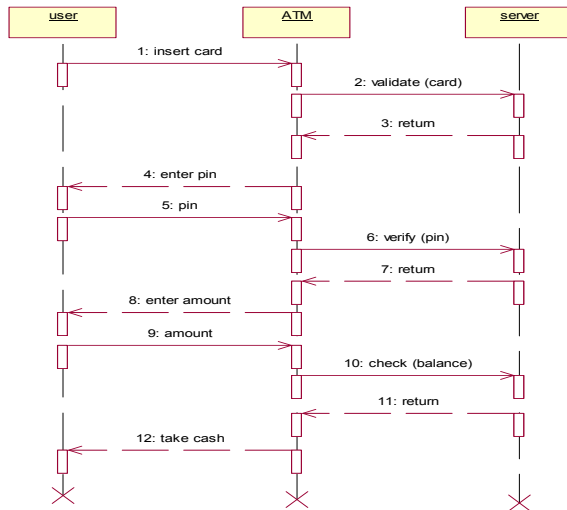 user
ATM
server
1: insert card
2: validate (card)
3: return
4: enter pin
5: pin
6: verify (pin)
7: return
8: enter amount
9: amount
10: check (balance)
11: return
12: take cash